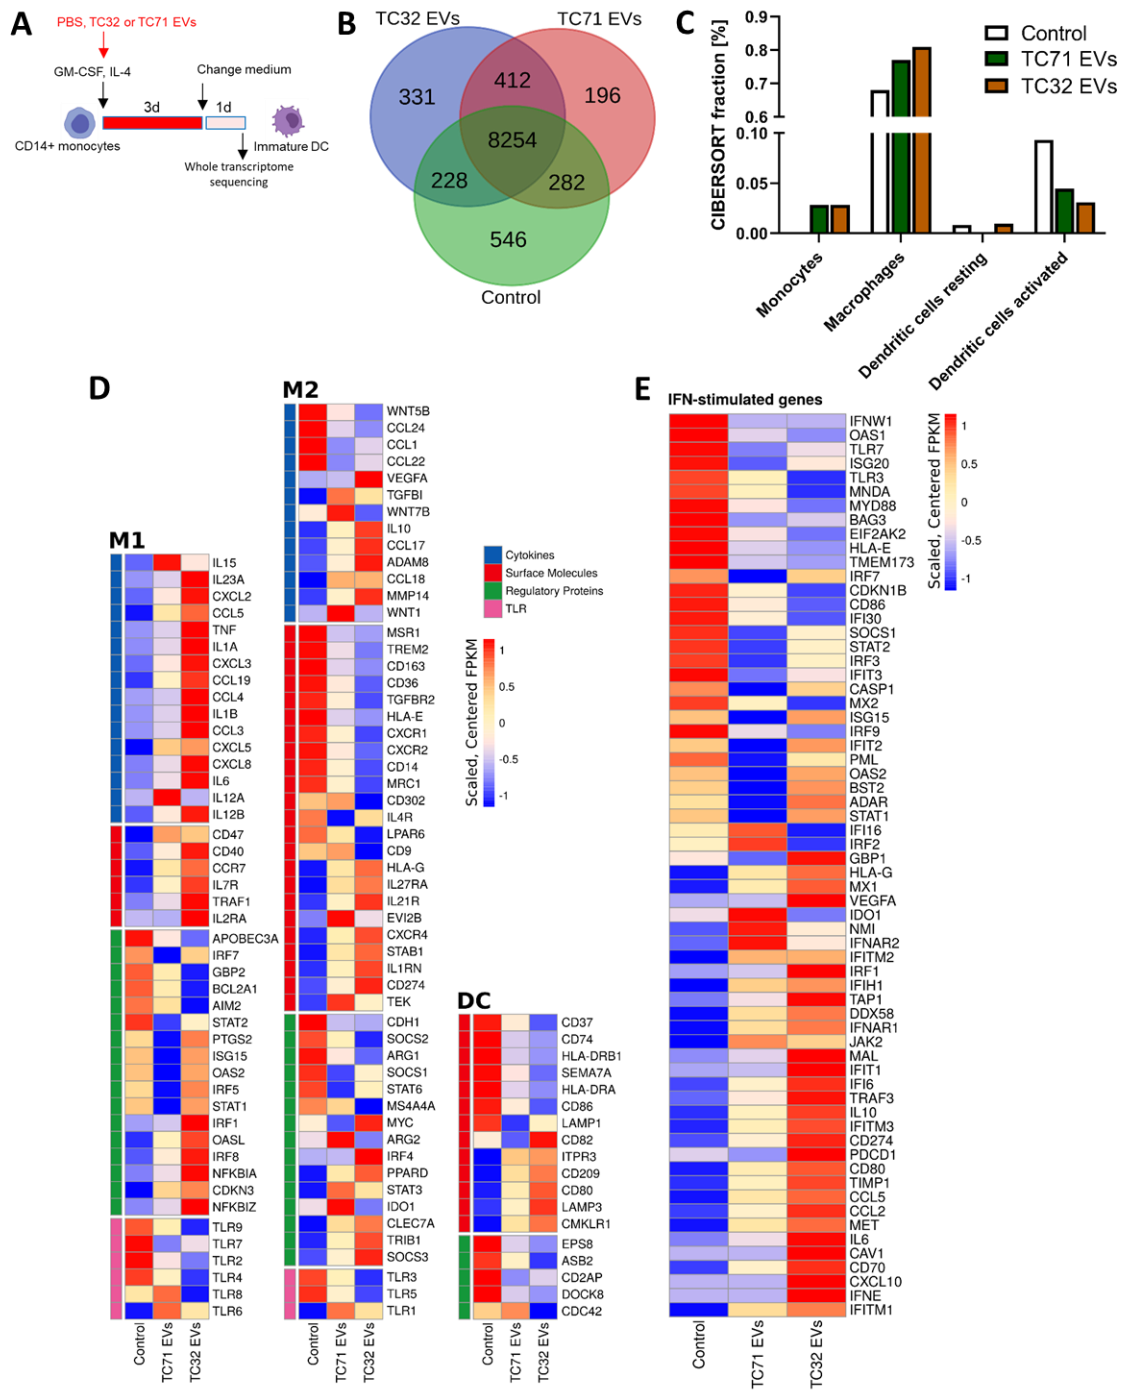 A
PBS, TC32 or TC71 EVs
GM-CSF, IL-4
Change medium
3d
1d
CD14+ monocytes
Immature DC
Whole transcriptome
sequencing
B
TC32 EVs
TC71 EVs
331
412
196
8254
228
282
546
Control
C
CIBERSORT fraction [%]
0.9
0.8
0.7
0.6
0.10
0.05
0.00
Control
TC71 EVs
TC32 EVs
Monocytes
Macrophages
Dendritic cells resting
Dendritic cells activated
D
M1
IL15
IL23A
CXCL2
CCL5
TNF
IL1A
CXCL3
CCL19
CCL4
IL1B
CCL3
CXCL5
CXCL8
IL6
IL12A
IL12B
CD47
CD40
CCR7
IL7R
TRAF1
IL2RA
APOBEC3A
IRF7
GBP2
BCL2A1
AIM2
STAT2
PTGS2
ISG15
OAS2
IRF5
STAT1
IRF1
OASL
IRF8
NFKBIA
CDKN3
NFKBIZ
TLR9
TLR7
TLR2
TLR4
TLR8
TLR6
Control
TC71 EVs
TC32 EVs
M2
WNT5B
CCL24
CCL1
CCL22
VEGFA
TGFBI
WNT7B
IL10
CCL17
ADAM8
CCL18
MMP14
WNT1
MSR1
TREM2
CD163
CD36
TGFBR2
HLA-E
CXCR1
CXCR2
CD14
MRC1
CD302
IL4R
LPAR6
CD9
HLA-G
IL27RA
IL21R
EVI2B
CXCR4
STAB1
IL1RN
CD274
TEK
CDH1
SOCS2
ARG1
SOCS1
STAT6
MS4A4A
MYC
ARG2
IRF4
PPARD
STAT3
IDO1
CLEC7A
TRIB1
SOCS3
TLR3
TLR5
TLR1
Control
TC71 EVs
TC32 EVs
Cytokines
Surface Molecules
Regulatory Proteins
TLR
Scaled, Centered FPKM
1
0.5
0
-0.5
-1
DC
CD37
CD74
HLA-DRB1
SEMA7A
HLA-DRA
CD86
LAMP1
CD82
ITPR3
CD209
CD80
LAMP3
CMKLR1
EPS8
ASB2
CD2AP
DOCK8
CDC42
Control
TC71 EVs
TC32 EVs
E
IFN-stimulated genes
IFNW1
OAS1
TLR7
ISG20
TLR3
MNDA
MYD88
BAG3
EIF2AK2
HLA-E
TMEM173
IRF7
CDKN1B
CD86
IFI30
SOCS1
STAT2
IRF3
IFIT3
CASP1
MX2
ISG15
IRF9
IFIT2
PML
OAS2
BST2
ADAR
STAT1
IFI16
IRF2
GBP1
HLA-G
MX1
VEGFA
IDO1
NMI
IFNAR2
IFITM2
IRF1
IFIH1
TAP1
DDX58
IFNAR1
JAK2
MAL
IFIT1
IFI6
TRAF3
IL10
IFITM3
CD274
PDCD1
CD80
TIMP1
CCL5
CCL2
MET
IL6
CAV1
CD70
CXCL10
IFNE
IFITM1
Control
TC71 EVs
TC32 EVs
Scaled, Centered FPKM
1
0.5
0
-0.5
-1